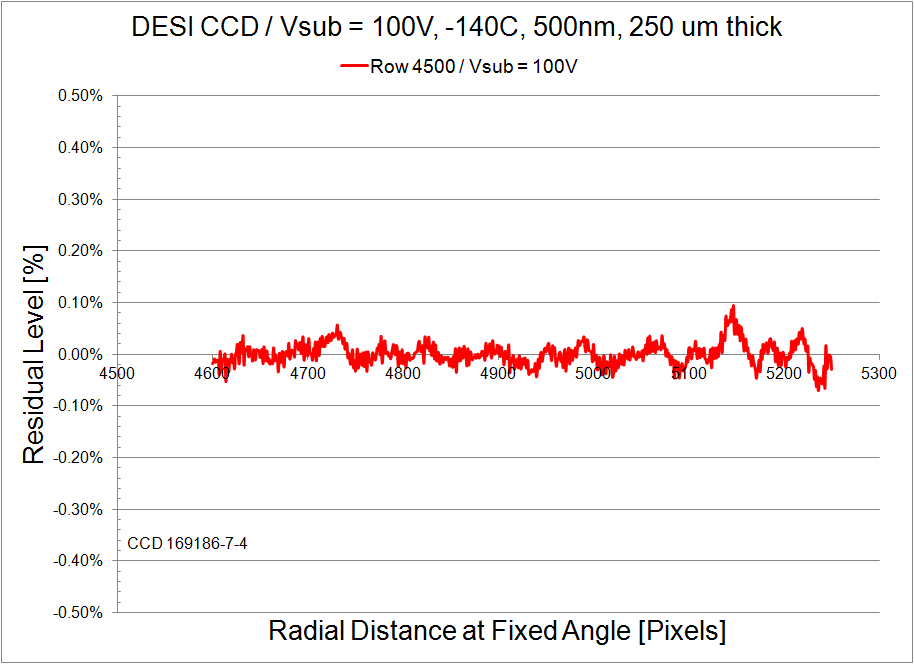 DESI CCD / Vsub = 100V, -140C, 500nm, 250 um thick
Row 4500 / Vsub = 100V
0.50%
0.40%
0.30%
0.20%
0.10%
0.00%
4500 4600 4700 4800 4900 5000 5100 5200 5300
-0.10%
-0.20%
-0.30%
-0.40%
-0.50%
Residual Level [%]
CCD 169186-7-4
Radial Distance at Fixed Angle [Pixels]